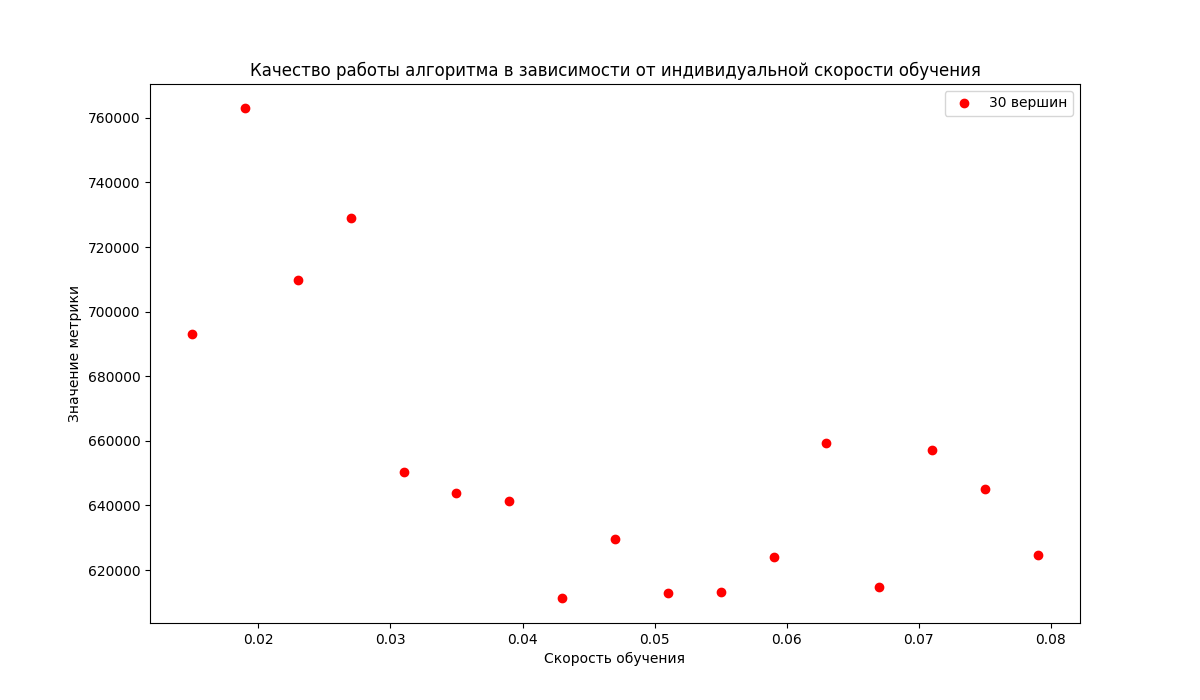 Качество работы алгоритма в зависимости от индивидуальной скорости обучения
30 вершин
760000
740000
720000
700000
680000
660000
640000
620000
Значение метрики
0.02 0.03 0.04 0.05 0.06 0.07 0.08
Скорость обучения